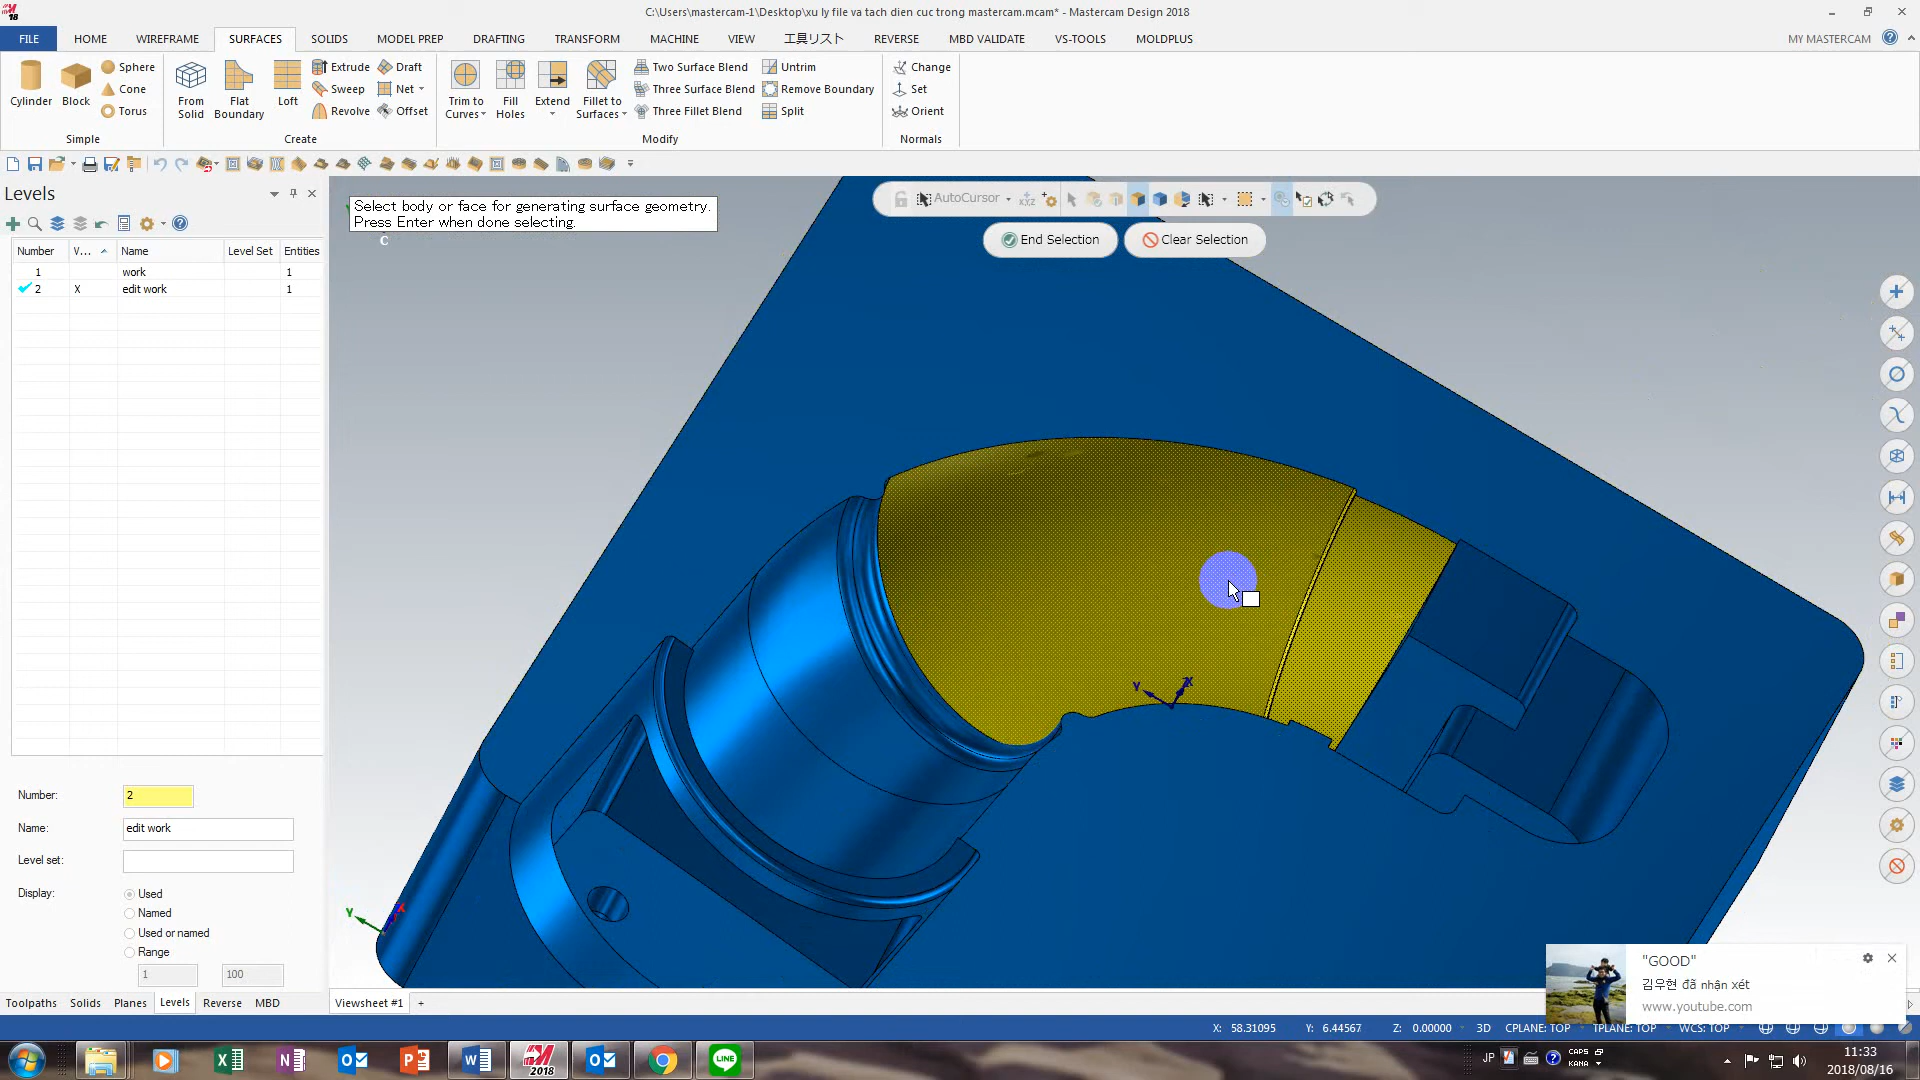 C:\Users\mastercam-1\Desktop\xu ly file va tach dien cuc trong mastercam.mcam* - Mastercam Design 2018
18
FILE HOME WIREFRAME SURFACES SOLIDS MODEL PREP DRAFTING TRANSFORM MACHINE VIEW 工具リスト REVERSE MBD VALIDATE VS-TOOLS MOLDPLUS MY MASTERCAM
Cylinder Block Sphere Cone Torus
Simple
From Solid Flat Boundary Loft Extrude Sweep Revolve Draft Net Offset
Create
Trim to Curves Fill Holes Extend Fillet to Surfaces Two Surface Blend Three Surface Blend Three Fillet Blend Untrim Remove Boundary Split
Modify
Change Set Orient
Normals
Levels
Number V... Name Level Set Entities
1 work 1
2 X edit work 1
Number: 2
Name: edit work
Level set:
Display: Used
Named
Used or named
Range
1 100
Toolpaths Solids Planes Levels Reverse MBD
Select body or face for generating surface geometry.
Press Enter when done selecting.
C
AutoCursor
XYZ
End Selection Clear Selection
Y X
Y X
Viewsheet #1 +
"GOOD"
김우현 đã nhận xét
www.youtube.com
X: 58.31095 Y: 6.44567 Z: 0.00000 3D CPLANE: TOP TPLANE: TOP WCS: TOP
2018
LINE
JP CAPS KANA
11:33
2018/08/16